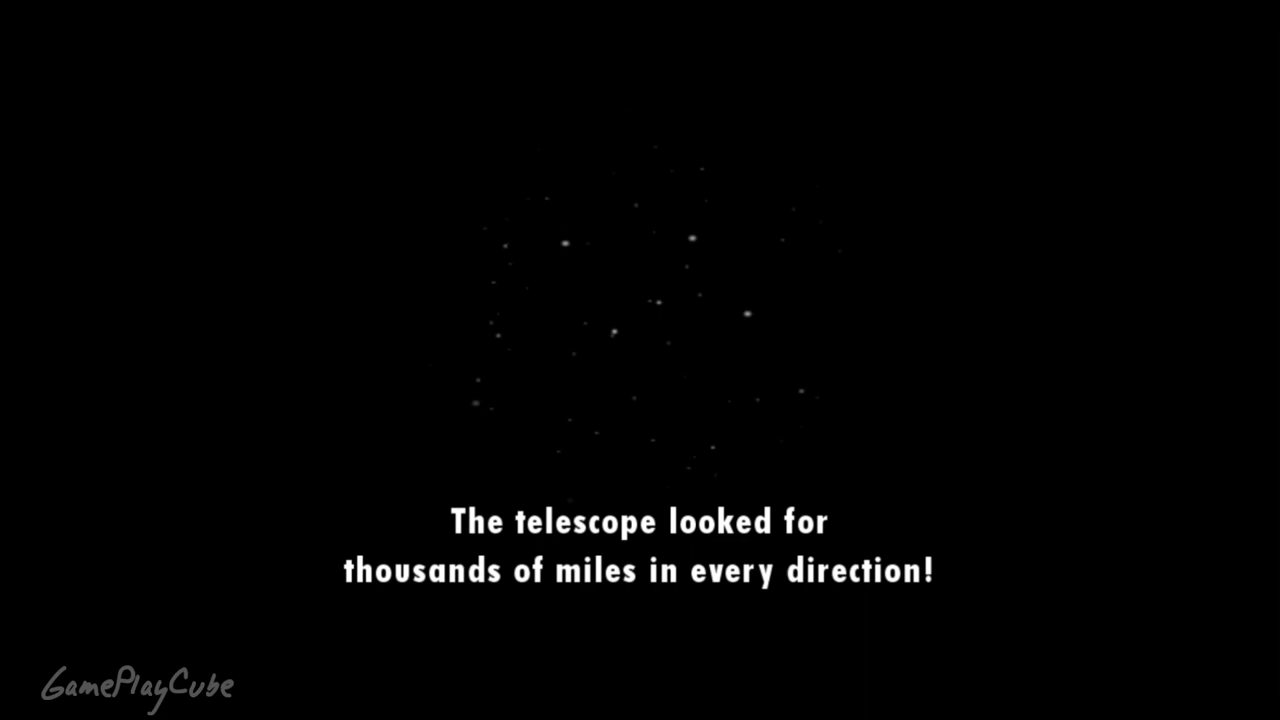 The telescope looked for
thousands of miles in every direction!
GamePlayCube